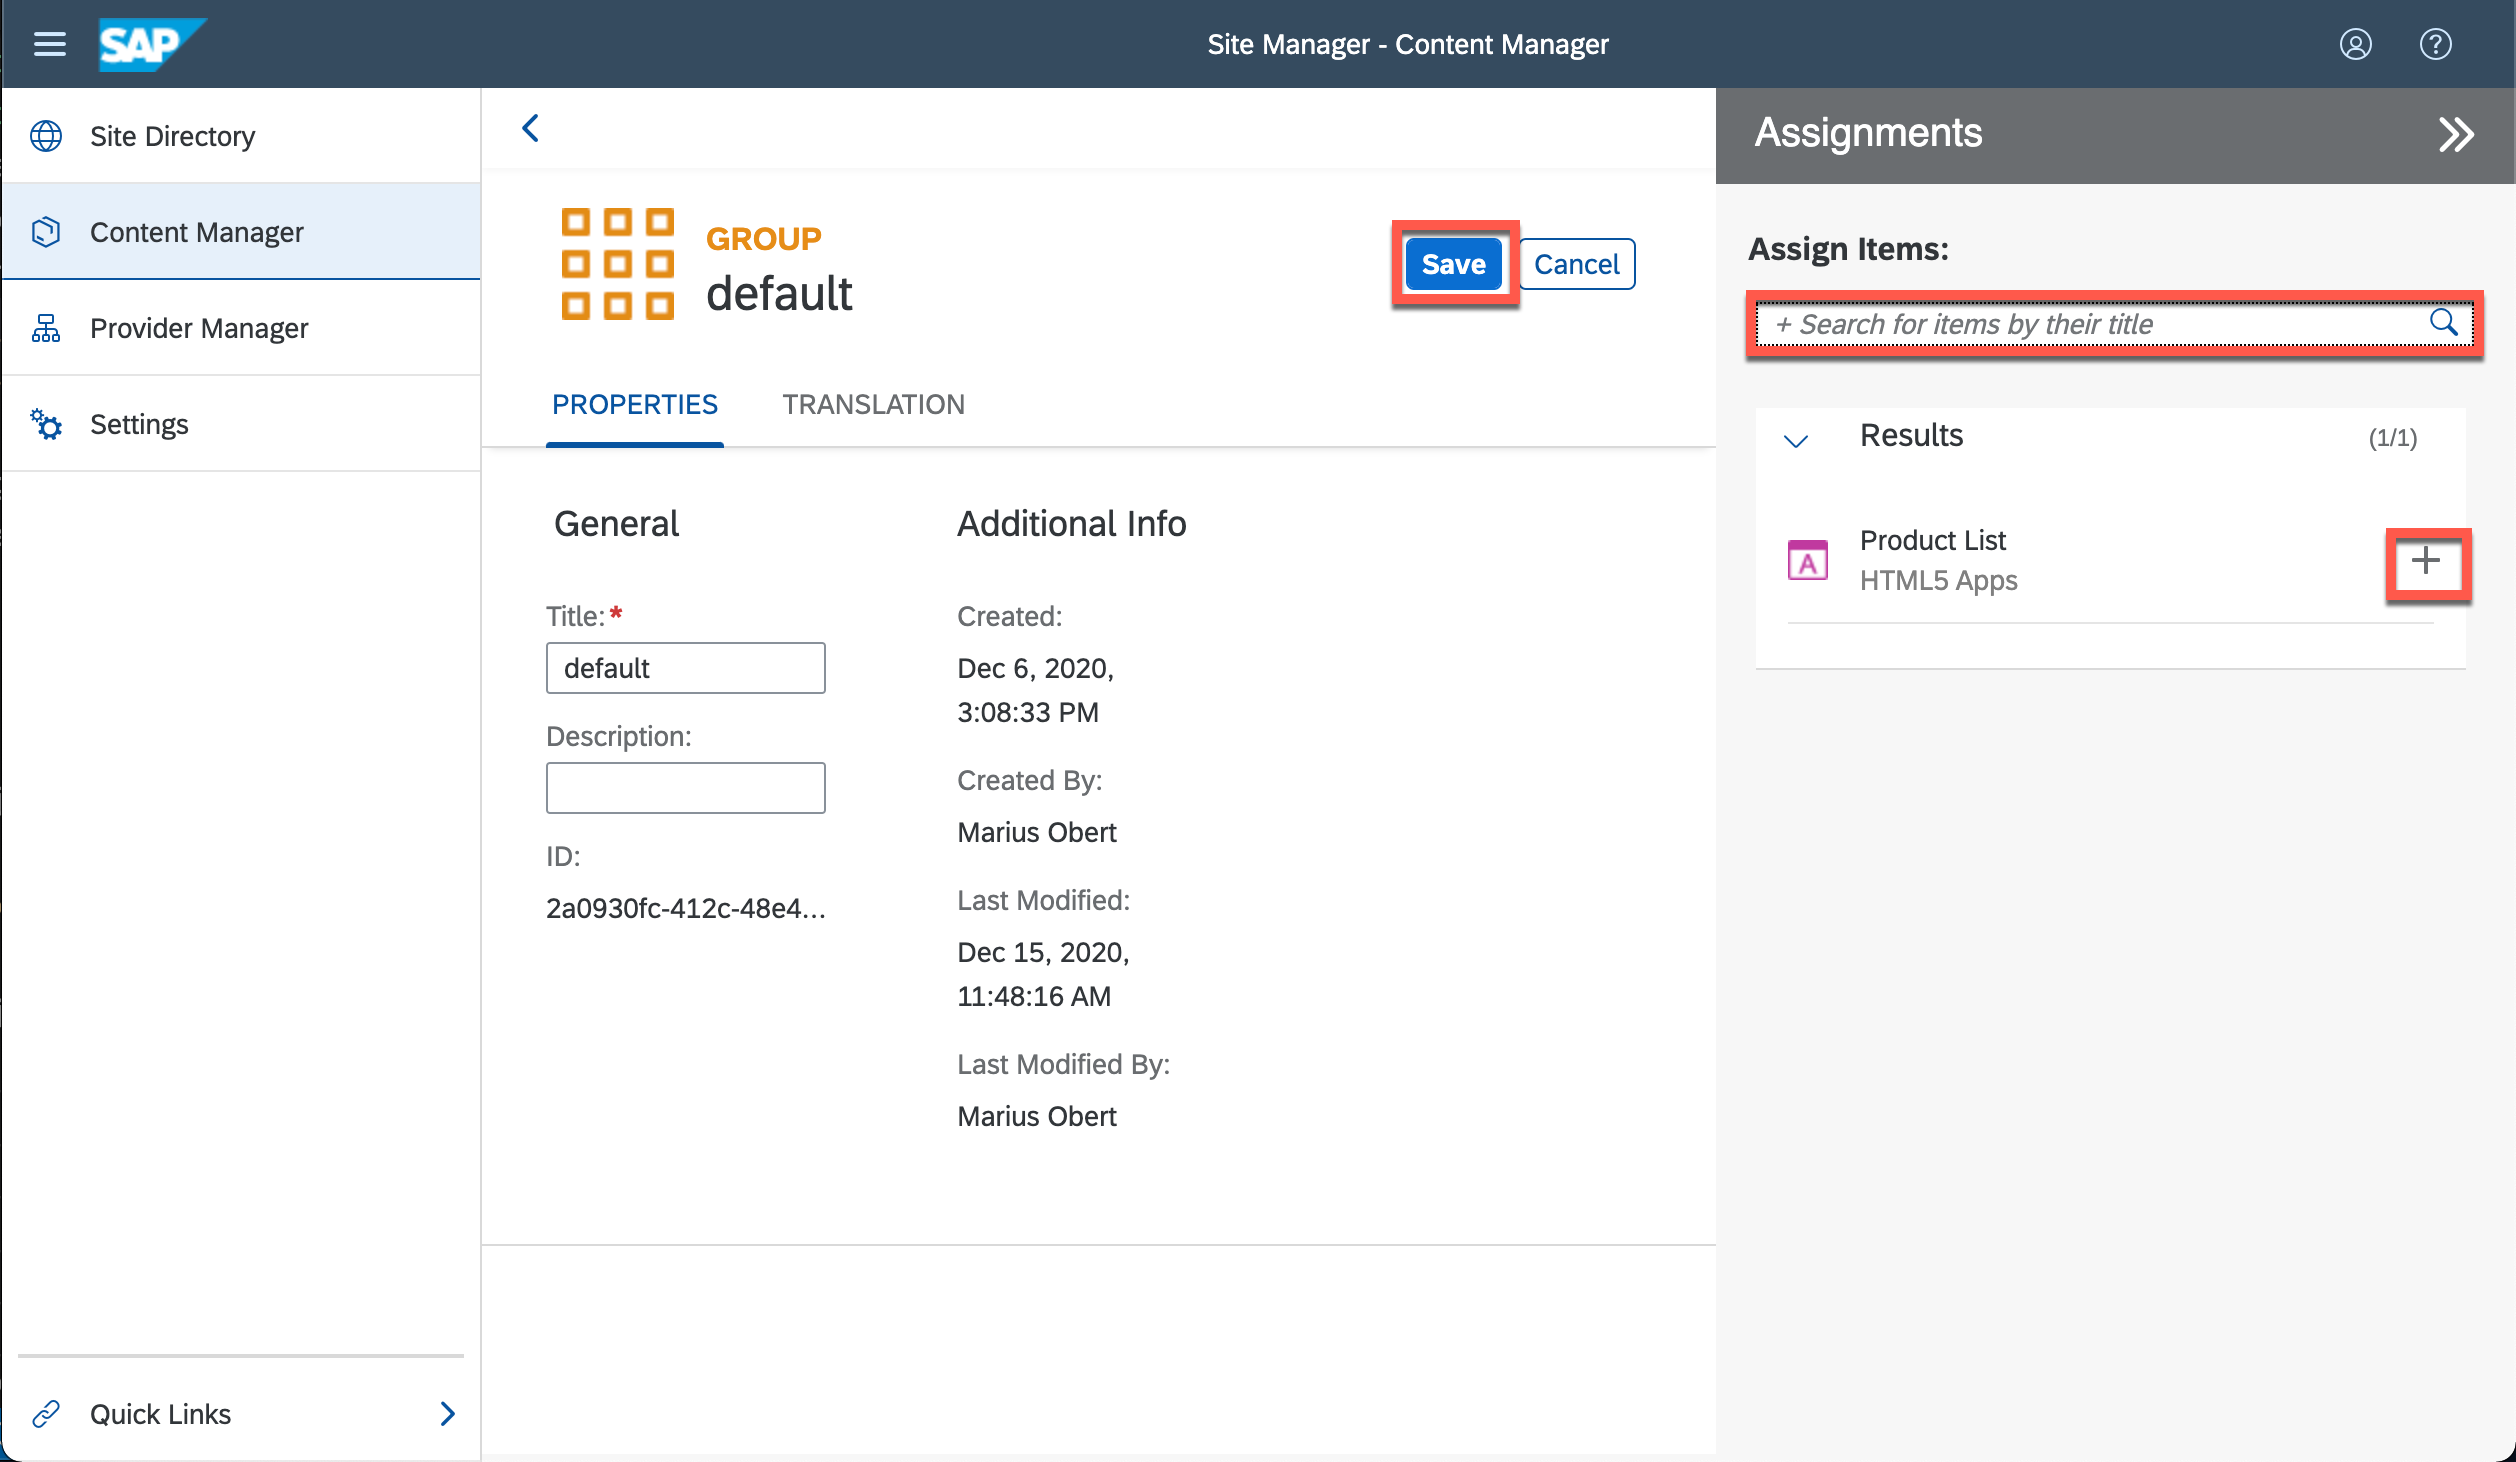 SAP
Site Manager - Content Manager
Site Directory
Content Manager
Provider Manager
Settings
Quick Links
GROUP
default
Save
Cancel
PROPERTIES
TRANSLATION
General
Title:*
default
Description:
ID:
2a0930fc-412c-48e4...
Additional Info
Created:
Dec 6, 2020,
3:08:33 PM
Created By:
Marius Obert
Last Modified:
Dec 15, 2020,
11:48:16 AM
Last Modified By:
Marius Obert
Assignments
Assign Items:
+ Search for items by their title
Results
(1/1)
A
Product List
HTML5 Apps